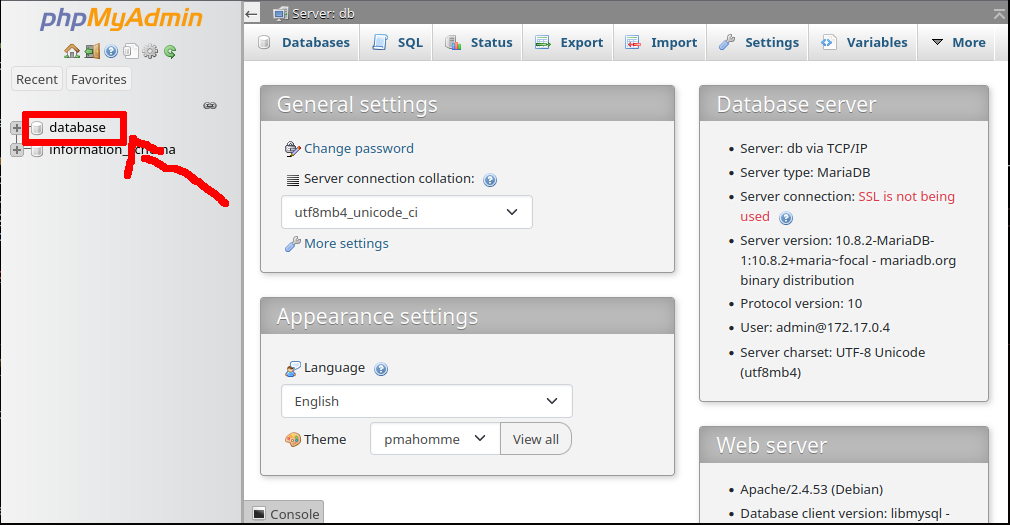 phpMyAdmin
Recent
Favorites
database
information_schema
Server: db
Databases
SQL
Status
Export
Import
Settings
Variables
More
General settings
Change password
Server connection collation:
utf8mb4_unicode_ci
More settings
Appearance settings
Language
English
Theme
pmahomme
View all
Console
Database server
• Server: db via TCP/IP
• Server type: MariaDB
• Server connection: SSL is not being
used
• Server version: 10.8.2-MariaDB-
1:10.8.2+maria~focal - mariadb.org
binary distribution
• Protocol version: 10
• User: admin@172.17.0.4
• Server charset: UTF-8 Unicode
(utf8mb4)
Web server
• Apache/2.4.53 (Debian)
• Database client version: libmysql -